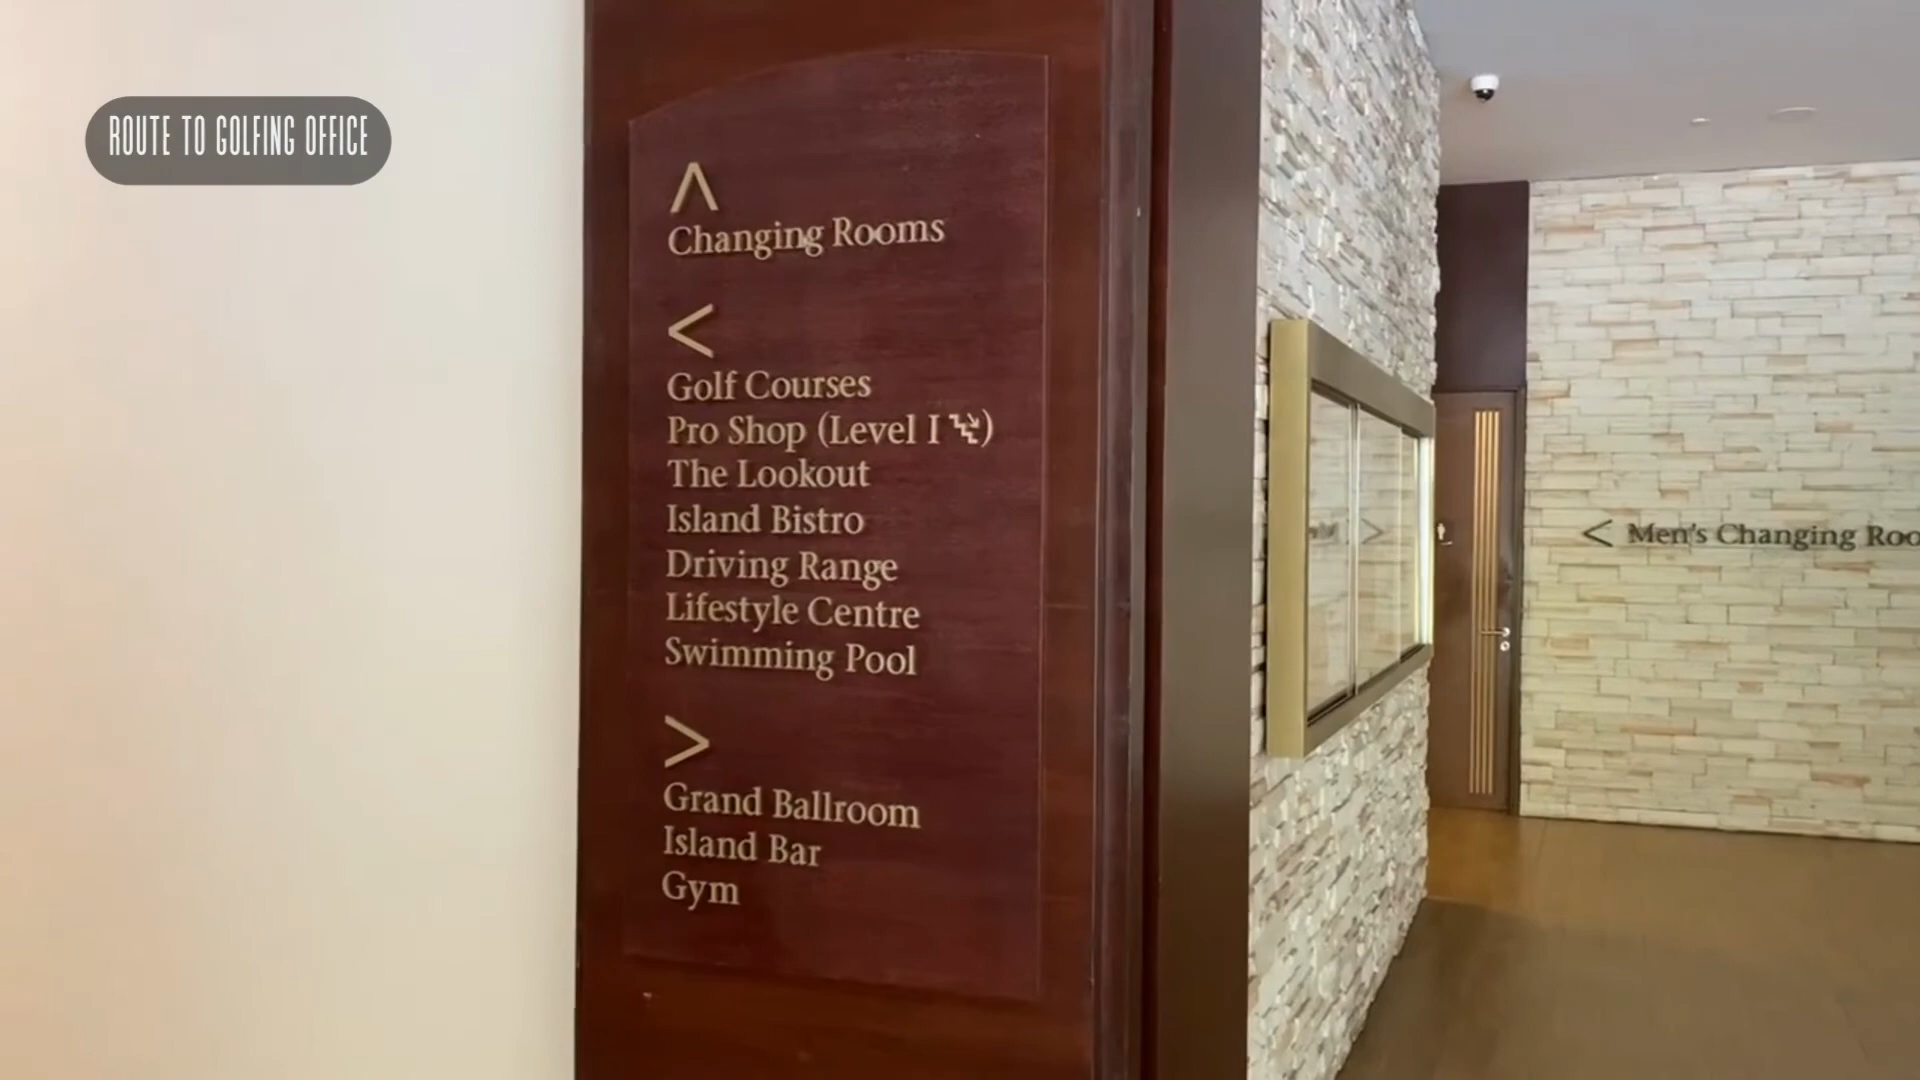 ROUTE TO GOLFING OFFICE
Changing Rooms
<
Golf Courses
Pro Shop (Level I)
The Lookout
Island Bistro
Driving Range
Lifestyle Centre
Swimming Pool
>
Grand Ballroom
Island Bar
Gym
< Men's Changing Roo